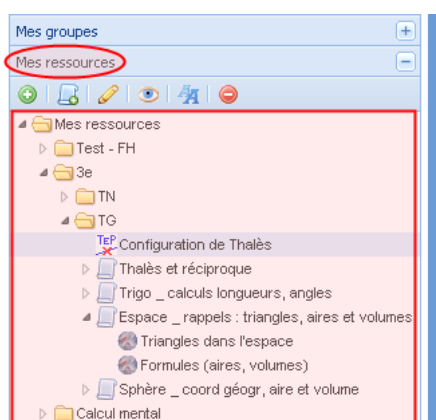 Mes groupes
Mes ressources
Mes ressources
Test - FH
3e
TN
TG
TEP Configuration de Thalès
Thalès et réciproque
Trigo _ calculs longueurs, angles
Espace _ rappels : triangles, aires et volumes
Triangles dans l'espace
Formules (aires, volumes)
Sphère _ coord géogr, aire et volume
Calcul mental